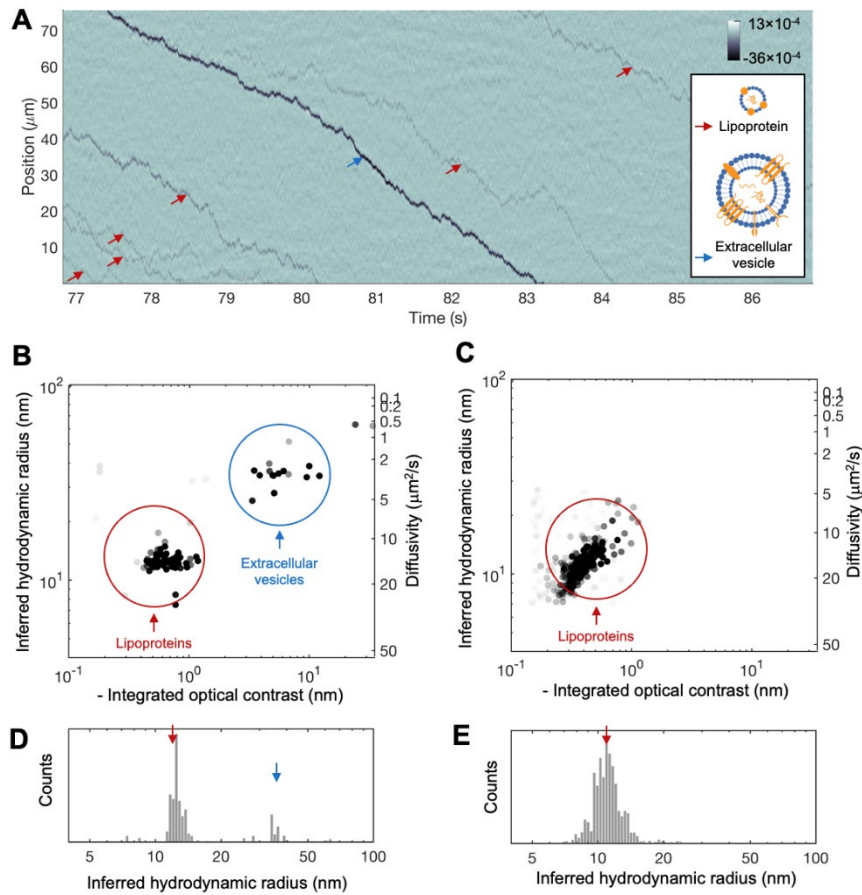 A
13×10⁻⁴
-36×10⁻⁴
Lipoprotein
Extracellular
vesicle
Position (μm)
70
60
50
40
30
20
10
77 78 79 80 81 82 83 84 85 86
Time (s)
B
Inferred hydrodynamic radius (nm)
10²
10¹
Extracellular
vesicles
Lipoproteins
0.1
0.2
0.5
1
2
5
10
20
50
Diffusivity (μm²/s)
10⁻¹ 10⁰ 10¹
- Integrated optical contrast (nm)
C
Inferred hydrodynamic radius (nm)
10²
10¹
Lipoproteins
0.1
0.2
0.5
1
2
5
10
20
50
Diffusivity (μm²/s)
10⁻¹ 10⁰ 10¹
- Integrated optical contrast (nm)
D
Counts
5 10 20 50 100
Inferred hydrodynamic radius (nm)
E
Counts
5 10 20 50 100
Inferred hydrodynamic radius (nm)